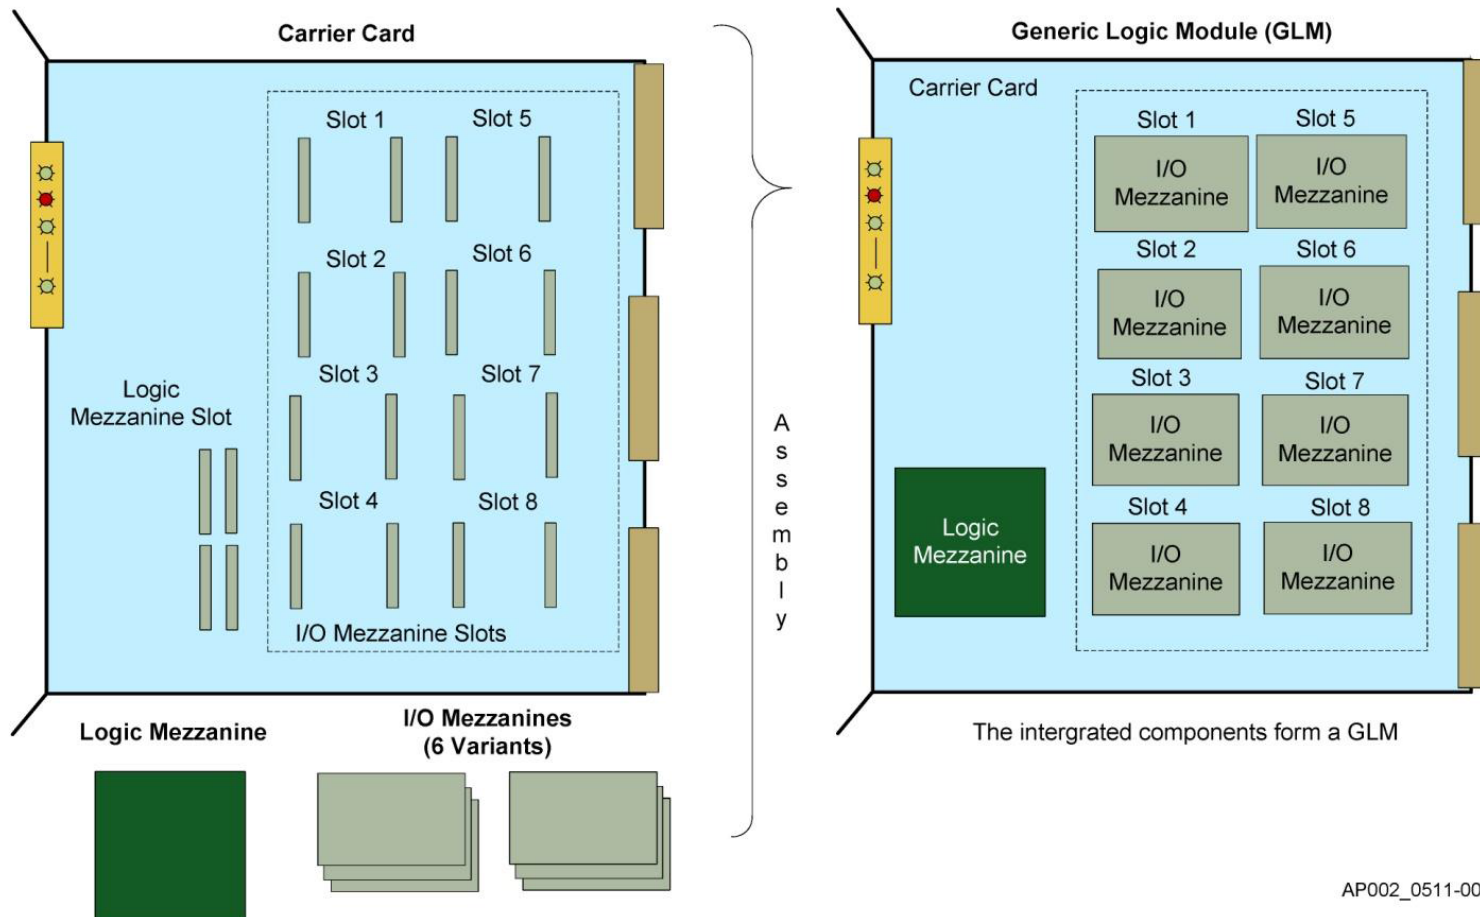 Carrier Card
Slot 1
Slot 5
Slot 2
Slot 6
Slot 3
Slot 7
Logic
Mezzanine Slot
Slot 4
Slot 8
I/O Mezzanine Slots
Logic Mezzanine
I/O Mezzanines
(6 Variants)
Assembly
Generic Logic Module (GLM)
Carrier Card
Slot 1
Slot 5
I/O
Mezzanine
I/O
Mezzanine
Slot 2
Slot 6
I/O
Mezzanine
I/O
Mezzanine
Slot 3
Slot 7
I/O
Mezzanine
I/O
Mezzanine
Slot 4
Slot 8
Logic
Mezzanine
I/O
Mezzanine
I/O
Mezzanine
The intergrated components form a GLM
AP002_0511-00